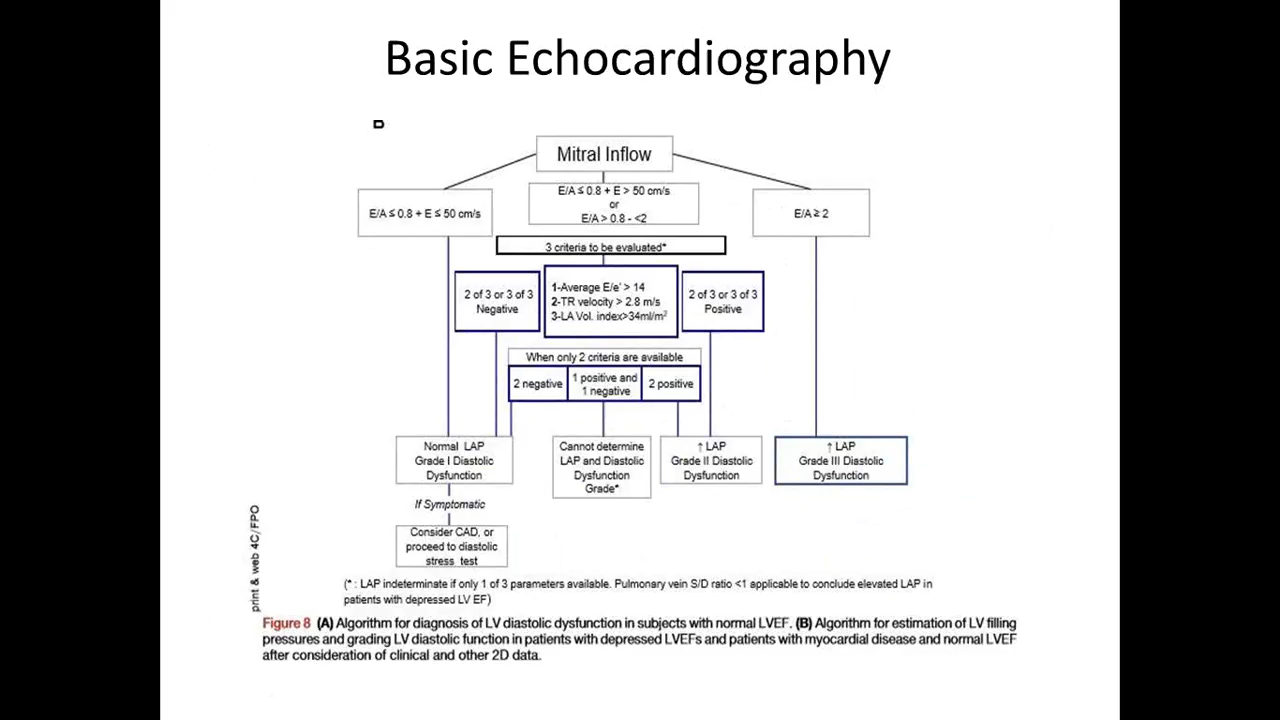 Basic Echocardiography
B
Mitral Inflow
E/A ≤ 0.8 + E ≤ 50 cm/s
E/A ≤ 0.8 + E > 50 cm/s
or
E/A > 0.8 - <2
E/A ≥ 2
3 criteria to be evaluated*
2 of 3 or 3 of 3
Negative
1-Average E/e' > 14
2-TR velocity > 2.8 m/s
3-LA Vol. index>34ml/m²
2 of 3 or 3 of 3
Positive
When only 2 criteria are available
2 negative
1 positive and
1 negative
2 positive
Normal LAP
Grade I Diastolic
Dysfunction
Cannot determine
LAP and Diastolic
Dysfunction
Grade*
↑ LAP
Grade II Diastolic
Dysfunction
↑ LAP
Grade III Diastolic
Dysfunction
If Symptomatic
Consider CAD, or
proceed to diastolic
stress test
print & web 4C/FPO
(* : LAP indeterminate if only 1 of 3 parameters available. Pulmonary vein S/D ratio <1 applicable to conclude elevated LAP in
patients with depressed LV EF)
Figure 8 (A) Algorithm for diagnosis of LV diastolic dysfunction in subjects with normal LVEF. (B) Algorithm for estimation of LV filling
pressures and grading LV diastolic function in patients with depressed LVEFs and patients with myocardial disease and normal LVEF
after consideration of clinical and other 2D data.